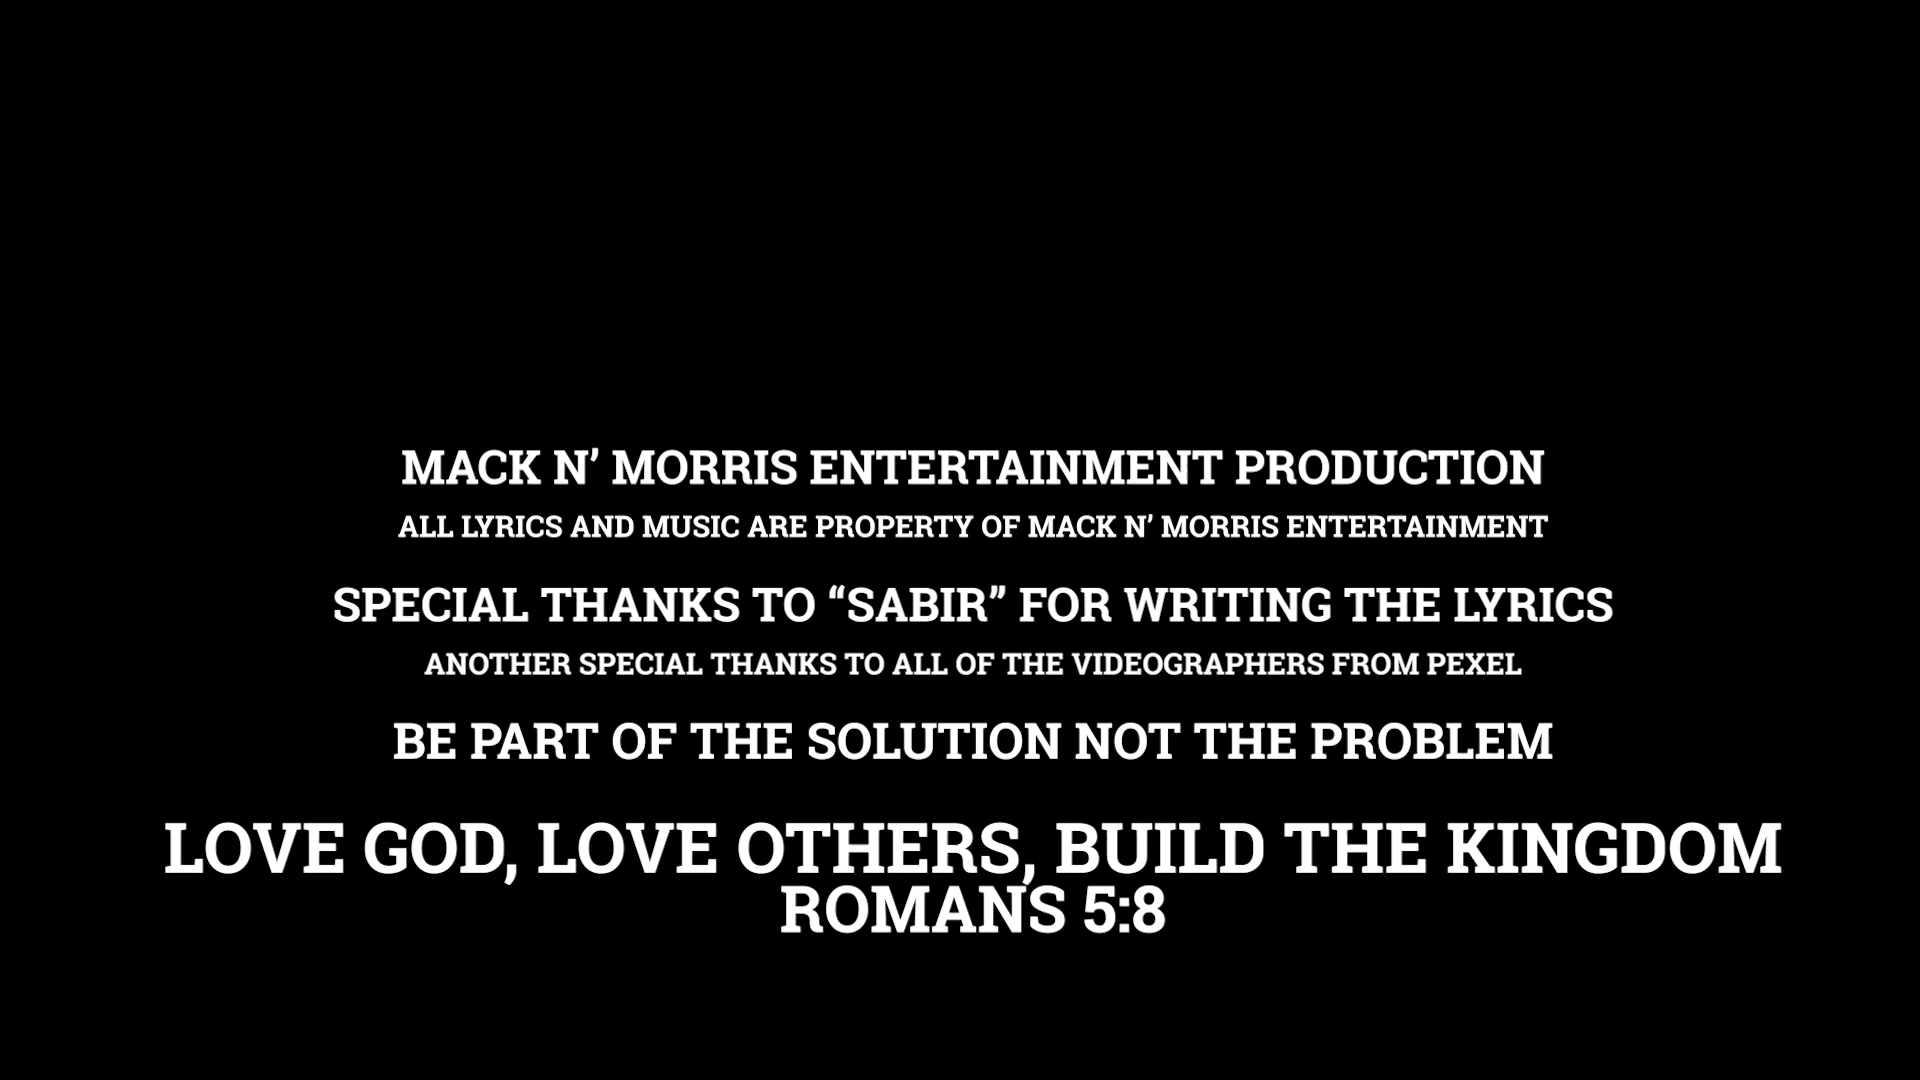 MACK N’ MORRIS ENTERTAINMENT PRODUCTION
ALL LYRICS AND MUSIC ARE PROPERTY OF MACK N’ MORRIS ENTERTAINMENT
SPECIAL THANKS TO “SABIR” FOR WRITING THE LYRICS
ANOTHER SPECIAL THANKS TO ALL OF THE VIDEOGRAPHERS FROM PEXEL
BE PART OF THE SOLUTION NOT THE PROBLEM
LOVE GOD, LOVE OTHERS, BUILD THE KINGDOM
ROMANS 5:8